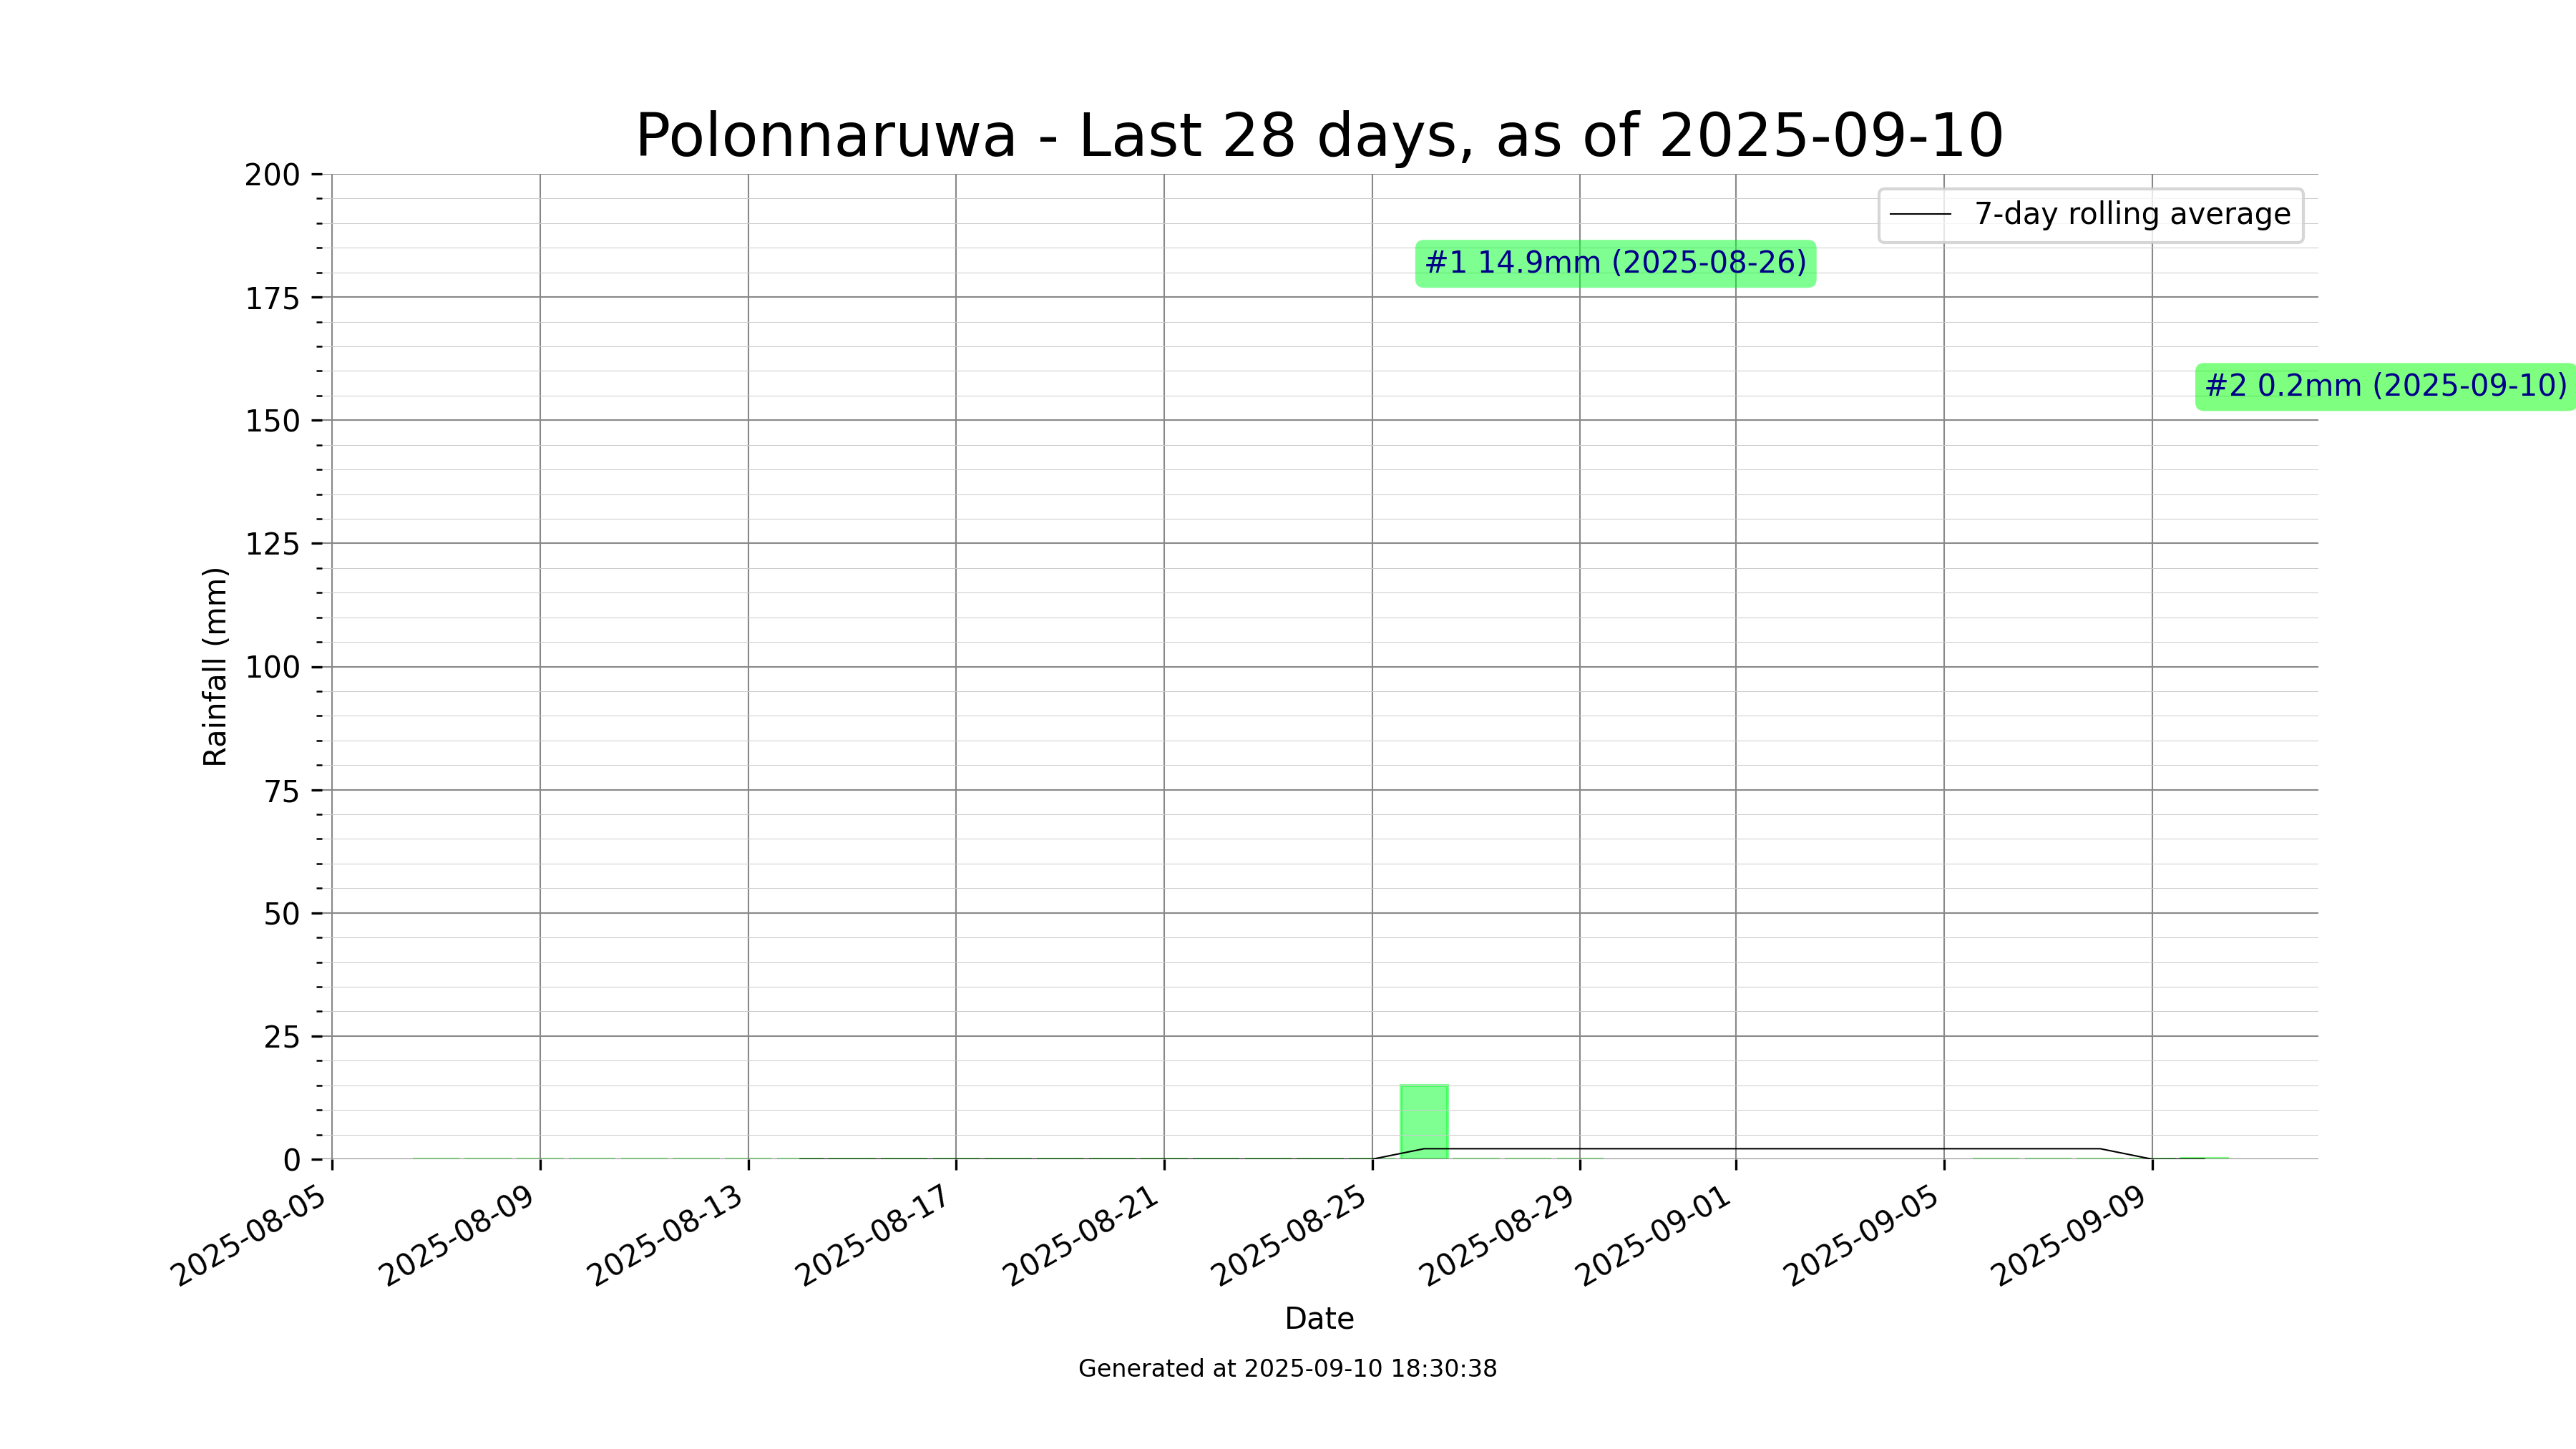 Polonnaruwa - Last 28 days, as of 2025-09-10
200
175
150
125
100
75
50
25
0
Rainfall (mm)
7-day rolling average
#1 14.9mm (2025-08-26)
#2 0.2mm (2025-09-10)
2025-08-05
2025-08-09
2025-08-13
2025-08-17
2025-08-21
2025-08-25
2025-08-29
2025-09-01
2025-09-05
2025-09-09
Date
Generated at 2025-09-10 18:30:38